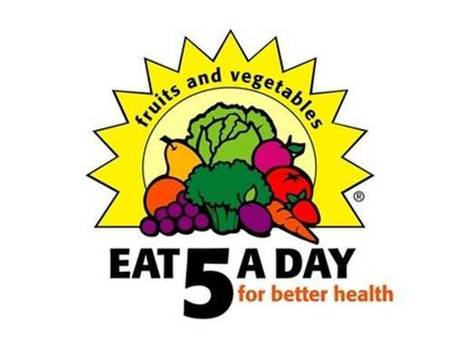 fruits and vegetables
®
EAT 5 A DAY
for better health